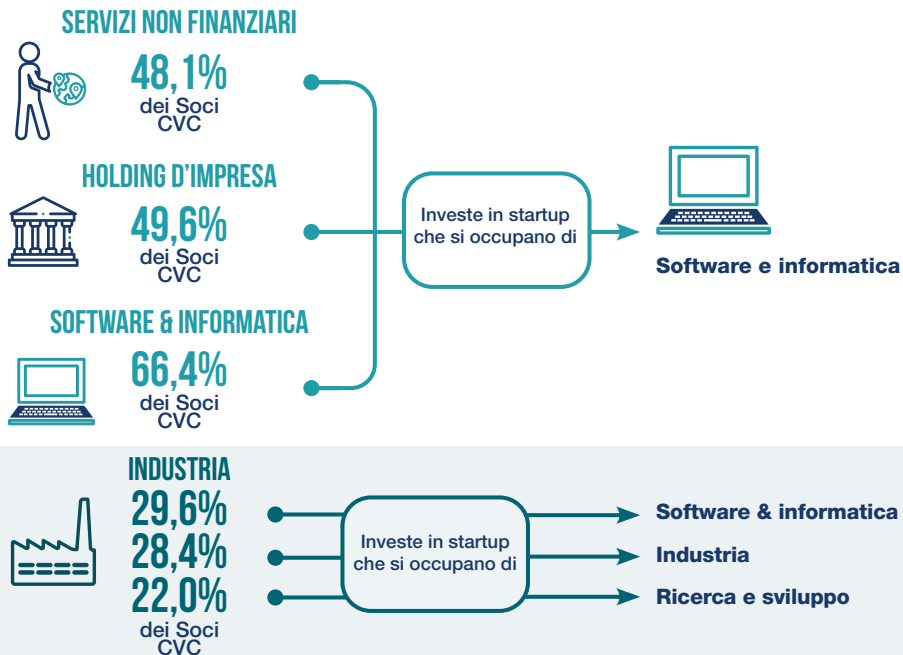 SERVIZI NON FINANZIARI
48,1%
dei Soci
CVC
HOLDING D'IMPRESA
49,6%
dei Soci
CVC
SOFTWARE & INFORMATICA
66,4%
dei Soci
CVC
Investe in startup
che si occupano di
Software e informatica
INDUSTRIA
29,6%
28,4%
22,0%
dei Soci
CVC
Investe in startup
che si occupano di
Software & informatica
Industria
Ricerca e sviluppo